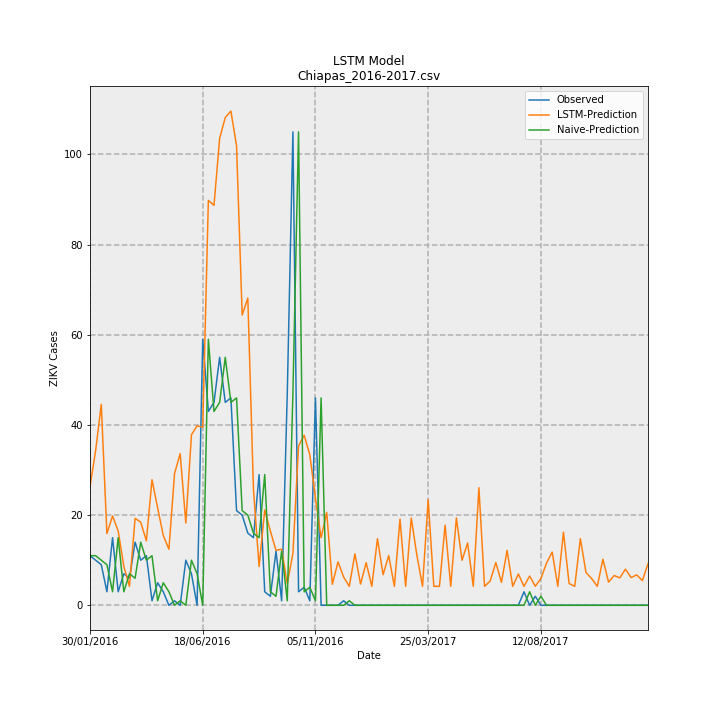 LSTM Model
Chiapas_2016-2017.csv
Observed
LSTM-Prediction
Naive-Prediction
ZIKV Cases
100
80
60
40
20
0
30/01/2016
18/06/2016
05/11/2016
25/03/2017
12/08/2017
Date